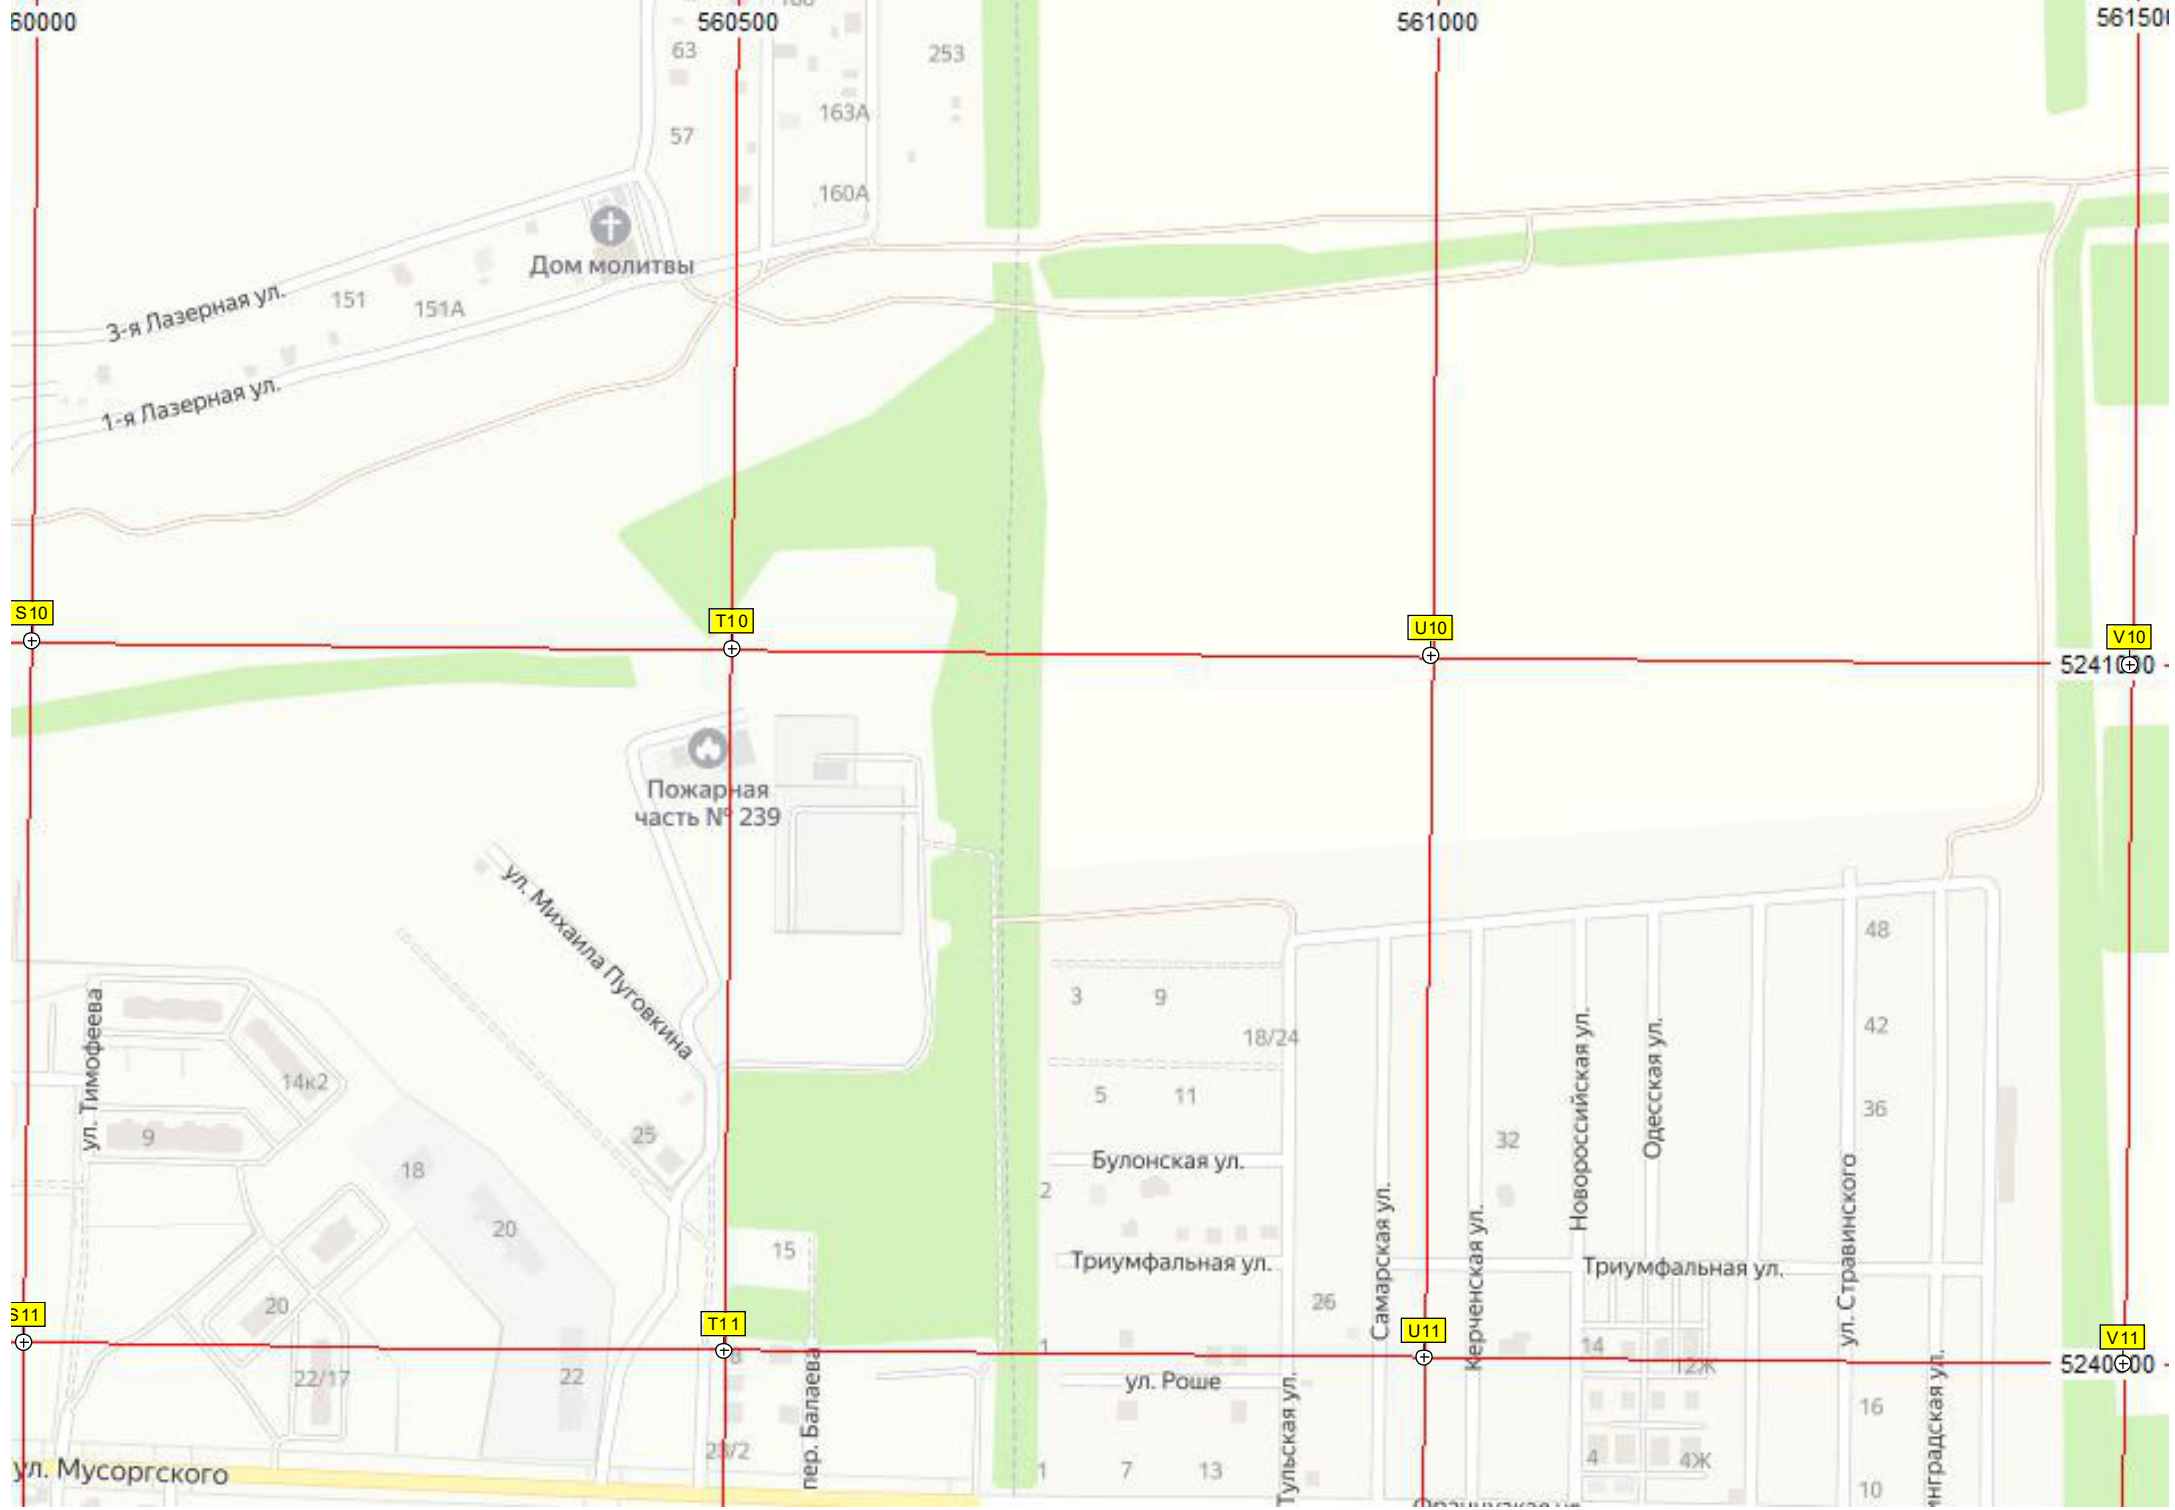 60000
560500
561000
63
253
163А
57
160А
Дом молитвы
3-я Лазерная ул.
151
151А
1-я Лазерная ул.
S10
T10
U10
V10
Пожарная
часть № 239
ул. Михаила Пуговкина
48
3
9
18/24
42
ул. Тимофеева
14к2
Новороссийская ул.
Одесская ул.
5
11
36
9
25
32
18
Булонская ул.
2
20
15
Триумфальная ул.
Самарская ул.
Керченская ул.
Триумфальная ул.
ул. Стравинского
20
26
S11
T11
U11
V11
5240000
1
14
12Ж
22/17
22
пер. Балаева
ул. Роше
Тульская ул.
16
23/2
1
7
13
4
4Ж
10
ул. Мусоргского